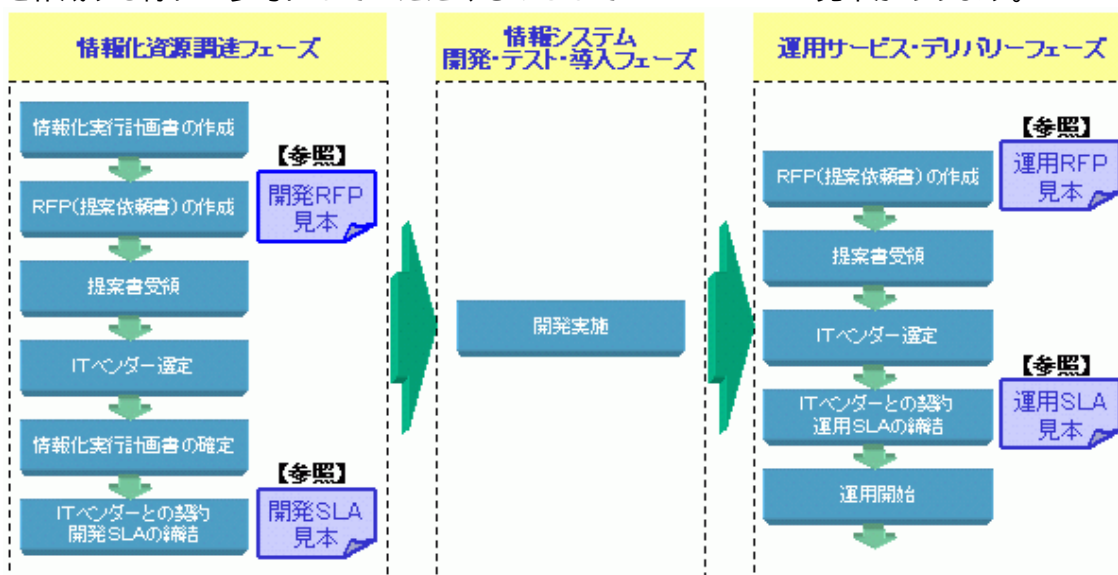 情報化資源調達フェーズ
情報化実行計画書の作成
【参照】
RFP(提案依頼書)の作成
開発RFP
見本
提案書受領
ITベンダー選定
情報化実行計画書の確定
【参照】
ITベンダーとの契約
開発SLAの締結
開発SLA
見本
情報システム
開発・テスト・導入フェーズ
開発実施
運用サービス・デリバリーフェーズ
【参照】
RFP(提案依頼書)の作成
運用RFP
見本
提案書受領
ITベンダー選定
【参照】
ITベンダーとの契約
運用SLAの締結
運用SLA
見本
運用開始